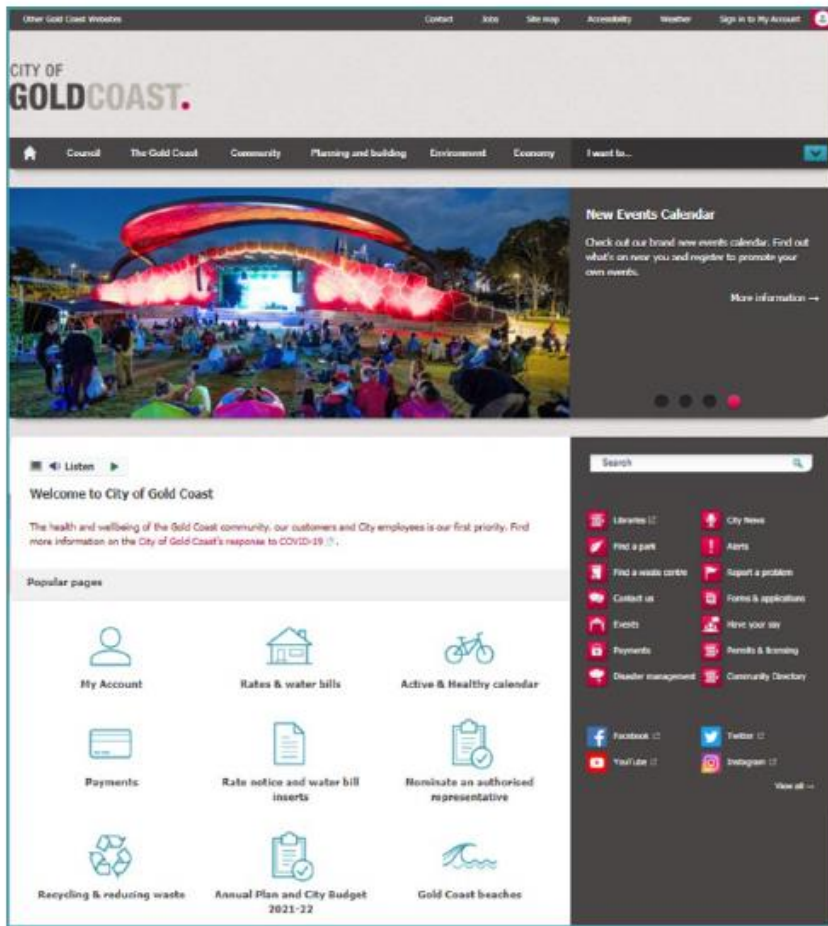 Other Gold Coast Websites
Contact Jobs Site map Accessibility Weather Sign in to My Account
CITY OF
GOLDCOAST.
Council The Gold Coast Community Planning and building Environment Economy I want to...
New Events Calendar
Check out our brand new events calendar. Find out
what's on near you and register to promote your
own events.
More information →
Listen
Welcome to City of Gold Coast
The health and wellbeing of the Gold Coast community, our customers and City employees is our first priority. Find
more information on the City of Gold Coast's response to COVID-19 .
Popular pages
My Account
Rates & water bills
Active & Healthy calendar
Payments
Rate notice and water bill
inserts
Nominate an authorised
representative
Recycling & reducing waste
Annual Plan and City Budget
2021-22
Gold Coast beaches
Search
Libraries
City News
Find a park
Alerts
Find a waste centre
Report a problem
Contact us
Forms & applications
Events
Have your say
Payments
Permits & licensing
Disaster management
Community Directory
Facebook
Twitter
YouTube
Instagram
View all →